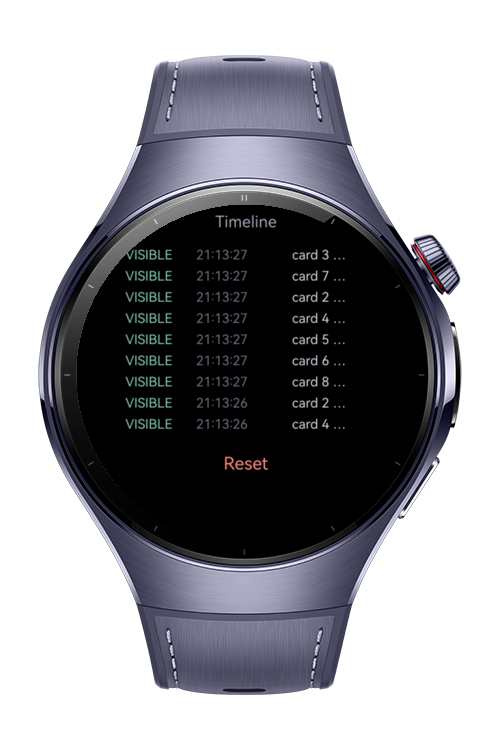 Timeline
VISIBLE 21:13:27 card 3 ...
VISIBLE 21:13:27 card 7 ...
VISIBLE 21:13:27 card 2 ...
VISIBLE 21:13:27 card 4 ...
VISIBLE 21:13:27 card 5 ...
VISIBLE 21:13:27 card 6 ...
VISIBLE 21:13:27 card 8 ...
VISIBLE 21:13:26 card 2 ...
VISIBLE 21:13:26 card 4 ...
Reset